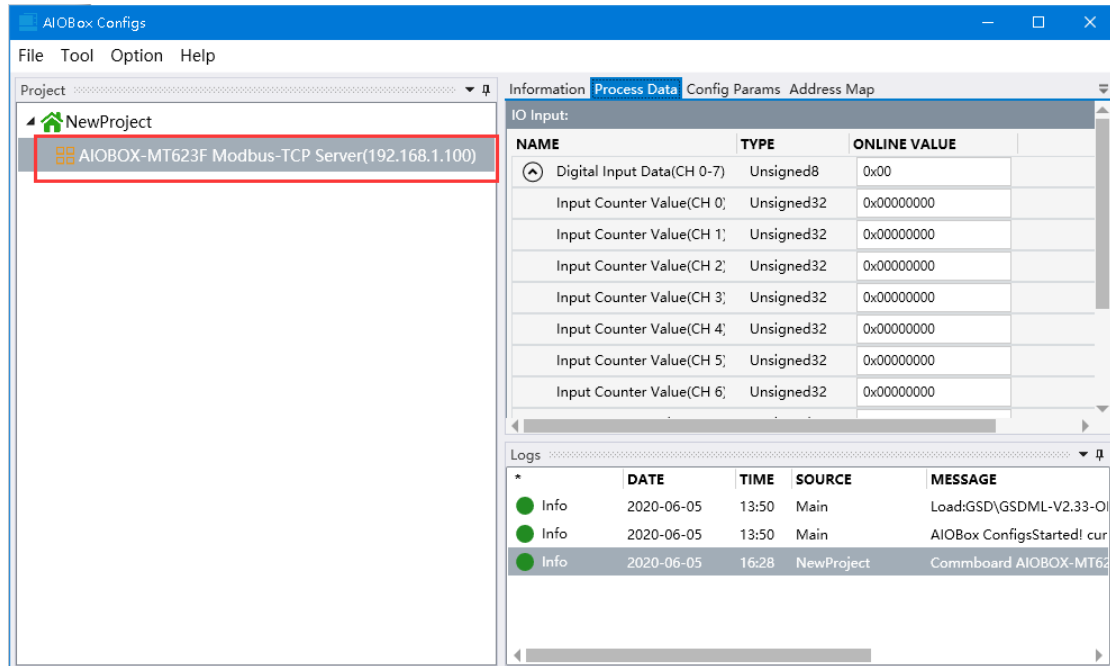 AIOBox Configs
File Tool Option Help
Project
NewProject
AIOBOX-MT623F Modbus-TCP Server(192.168.1.100)
Information Process Data Config Params Address Map
IO Input:
NAME TYPE ONLINE VALUE
Digital Input Data(CH 0-7) Unsigned8 0x00
Input Counter Value(CH 0) Unsigned32 0x00000000
Input Counter Value(CH 1) Unsigned32 0x00000000
Input Counter Value(CH 2) Unsigned32 0x00000000
Input Counter Value(CH 3) Unsigned32 0x00000000
Input Counter Value(CH 4) Unsigned32 0x00000000
Input Counter Value(CH 5) Unsigned32 0x00000000
Input Counter Value(CH 6) Unsigned32 0x00000000
Logs
* DATE TIME SOURCE MESSAGE
Info 2020-06-05 13:50 Main Load:GSD\GSDML-V2.33-
Info 2020-06-05 13:50 Main AIOBox ConfigsStarted! cur
Info 2020-06-05 16:28 NewProject Commboard AIOBOX-MT62